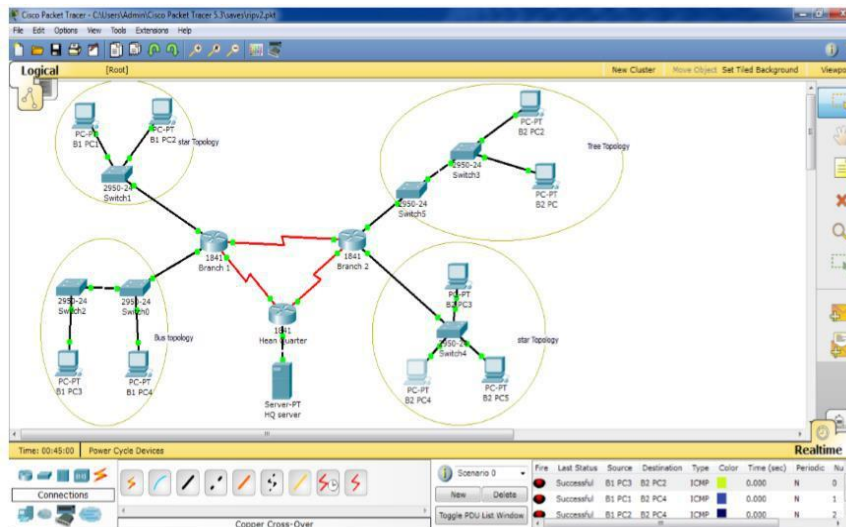 Cisco Packet Tracer - C:\Users\Admin\Cisco Packet Tracer 5.3\saves\ripv2.pkt
File Edit Options View Tools Extensions Help
Logical [Root] New Cluster Move Object Set Tiled Background Viewpo
PC-PT
B1 PC1
PC-PT
B1 PC2
star Topology
2950-24
Switch1
PC-PT
B2 PC2
Tree Topology
2950-24
Switch3
PC-PT
B2 PC
2950-24
Switch5
1841
Branch 1
1841
Branch 2
2950-24
Switch2
2950-24
Switch0
Bus topology
PC-PT
B1 PC3
PC-PT
B1 PC4
1841
Hean Quarter
Server-PT
HQ server
PC-PT
B2 PC3
2950-24
Switch4
star Topology
PC-PT
B2 PC4
PC-PT
B2 PC5
Time: 00:45:00 Power Cycle Devices Realtime
Connections
Copper Cross-Over
Scenario 0
New Delete
Toggle PDU List Window
Fire Last Status Source Destination Type Color Time (sec) Periodic Nu
Successful B1 PC3 B2 PC2 ICMP 0.000 N 0
Successful B1 PC1 B2 PC4 ICMP 0.000 N 1
Successful B1 PC2 B2 PC4 ICMP 0.000 N 2